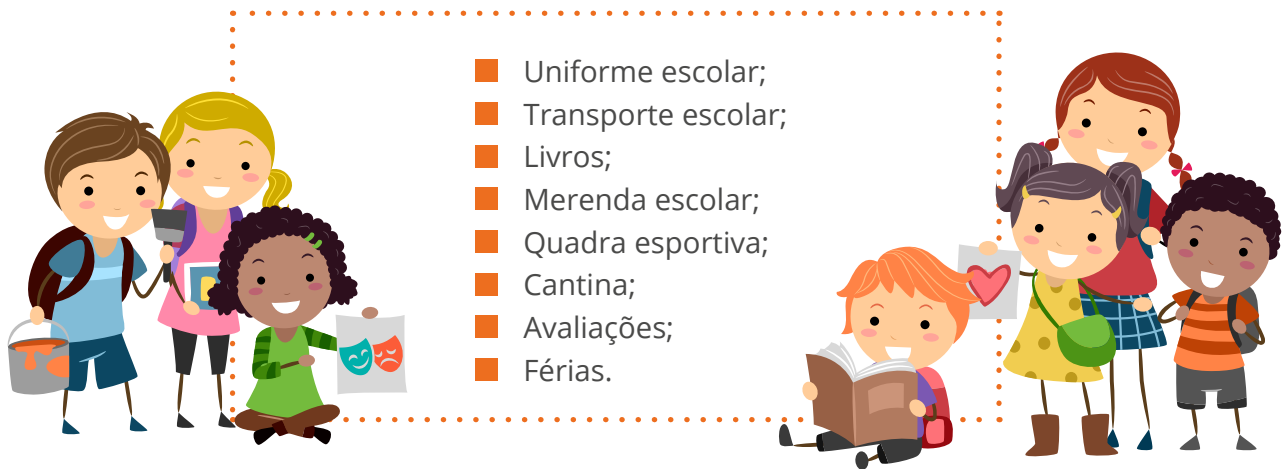 Uniforme escolar;
Transporte escolar;
Livros;
Merenda escolar;
Quadra esportiva;
Cantina;
Avaliações;
Férias.